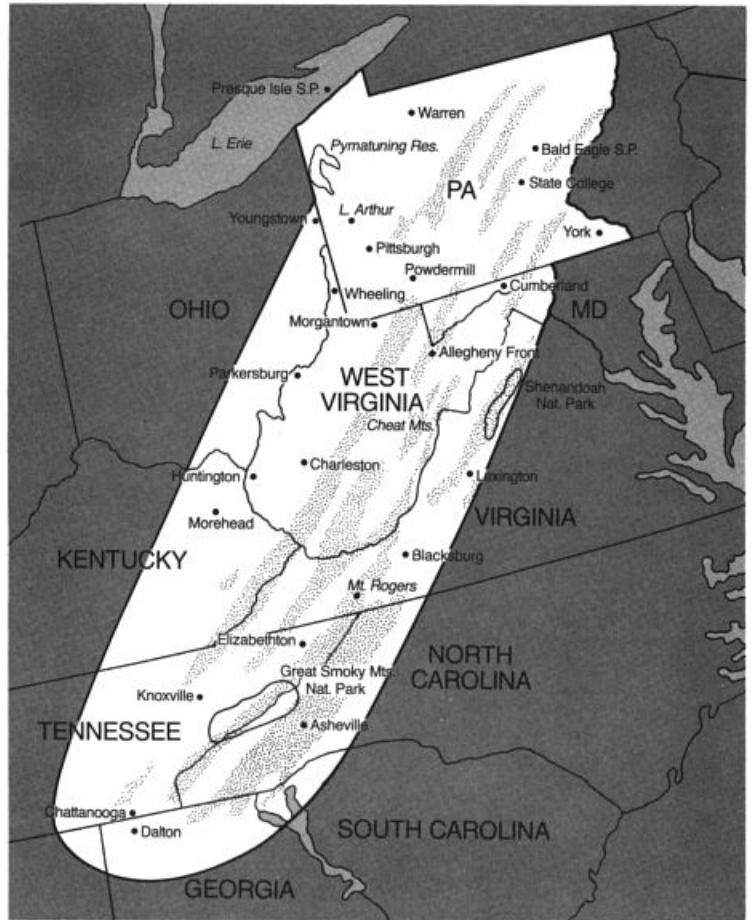 Presque Isle S.P.
Warren
L. Erie
Pymatuning Res.
Bald Eagle S.P.
State College
PA
L. Arthur
Youngstown
York
Pittsburgh
Powdermill
Cumberland
Wheeling
OHIO
MD
Morgantown
Allegheny Front
Parkersburg
WEST
VIRGINIA
Shenandoah
Nat. Park
Cheat Mts.
Charleston
Huntington
Lexington
Morehead
VIRGINIA
KENTUCKY
Blacksburg
Mt. Rogers
Elizabethton
NORTH
CAROLINA
Great Smoky Mts.
Nat. Park
Knoxville
TENNESSEE
Asheville
Chattanooga
Dalton
SOUTH CAROLINA
GEORGIA